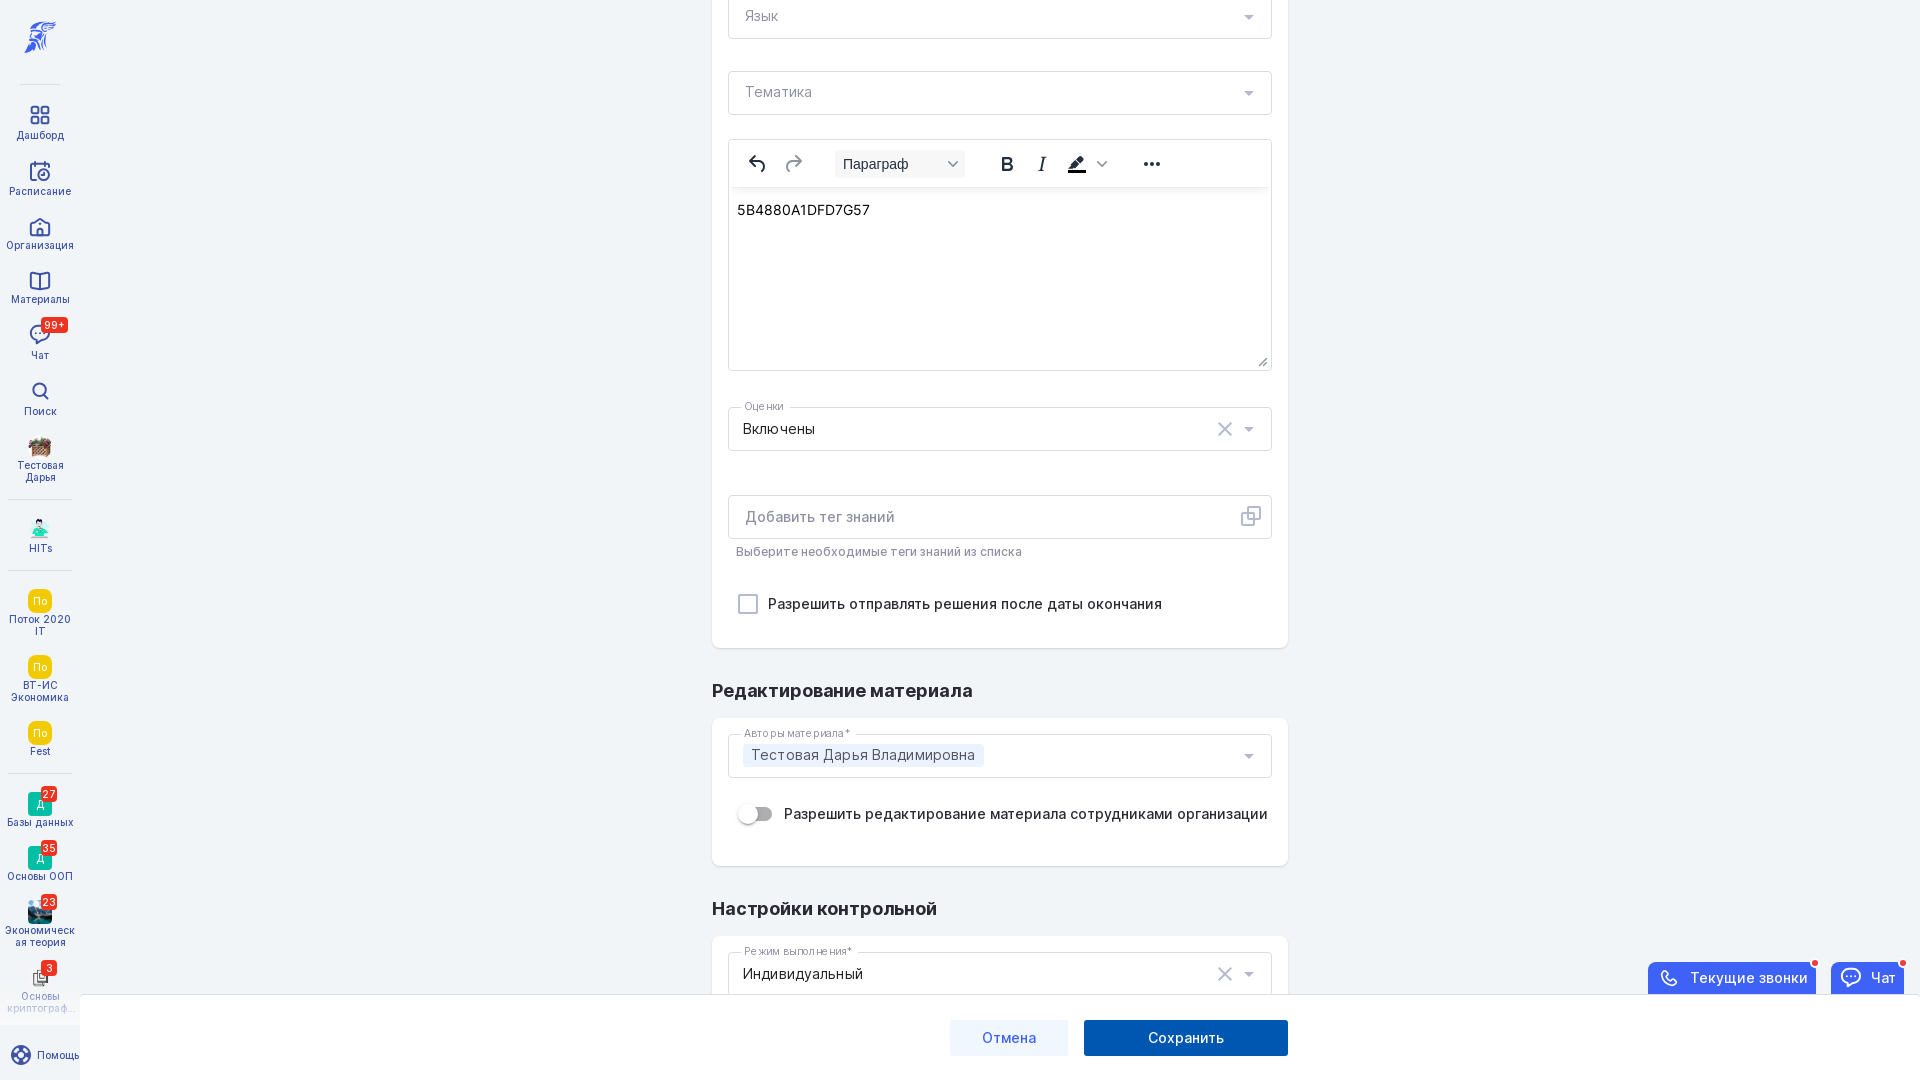 Дашборд
Расписание
Организация
Материалы
99+
Чат
Поиск
Тестовая
Дарья
HITs
По
Поток 2020
IT
По
ВТ-ИС
Экономика
По
Fest
27
Д
Базы данных
35
Д
Основы ООП
23
Экономическ
ая теория
3
Основы
криптограф...
Помощь
Язык
Тематика
Параграф
B
I
5B4880A1DFD7G57
Оценки
Включены
Добавить тег знаний
Выберите необходимые теги знаний из списка
Разрешить отправлять решения после даты окончания
Редактирование материала
Авторы материала*
Тестовая Дарья Владимировна
Разрешить редактирование материала сотрудниками организации
Настройки контрольной
Режим выполнения*
Индивидуальный
Текущие звонки
Чат
Отмена
Сохранить